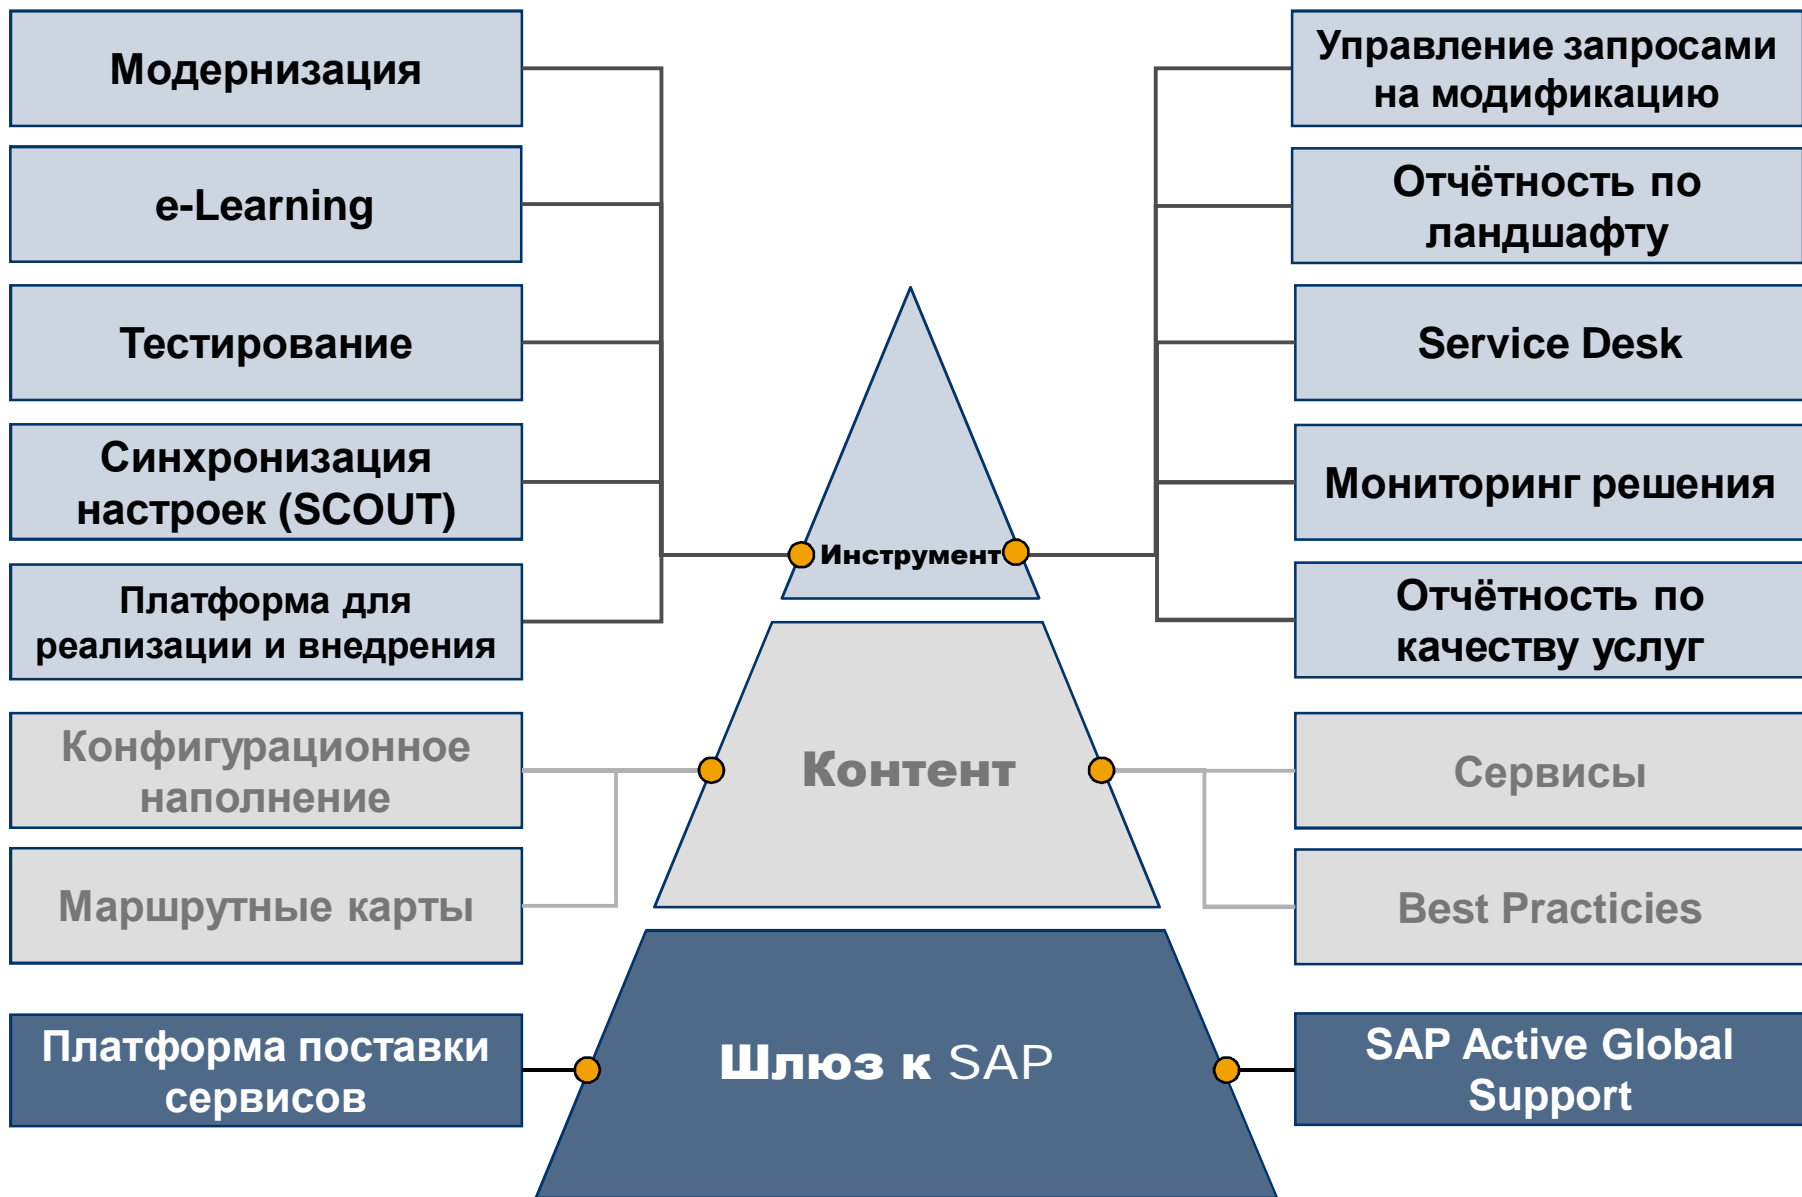 Модернизация
e-Learning
Тестирование
Синхронизация
настроек (SCOUT)
Платформа для
реализации и внедрения
Конфигурационное
наполнение
Маршрутные карты
Платформа поставки
сервисов
Инструмент
Контент
Шлюз к SAP
Управление запросами
на модификацию
Отчётность по
ландшафту
Service Desk
Мониторинг решения
Отчётность по
качеству услуг
Сервисы
Best Practicies
SAP Active Global
Support